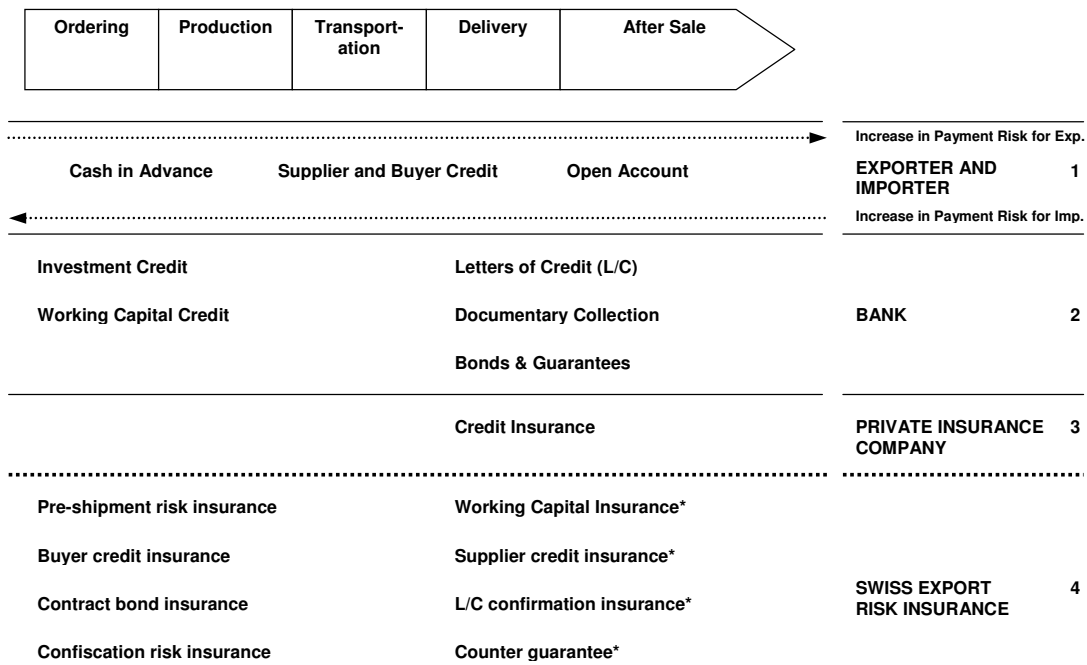 Ordering Production Transport- Delivery After Sale
ation
Increase in Payment Risk for Exp.
Cash in Advance Supplier and Buyer Credit Open Account EXPORTER AND 1
IMPORTER
Increase in Payment Risk for Imp.
Investment Credit Letters of Credit (L/C)
Working Capital Credit Documentary Collection BANK 2
Bonds & Guarantees
Credit Insurance PRIVATE INSURANCE 3
COMPANY
Pre-shipment risk insurance Working Capital Insurance*
Buyer credit insurance Supplier credit insurance*
SWISS EXPORT 4
Contract bond insurance L/C confirmation insurance* RISK INSURANCE
Confiscation risk insurance Counter guarantee*